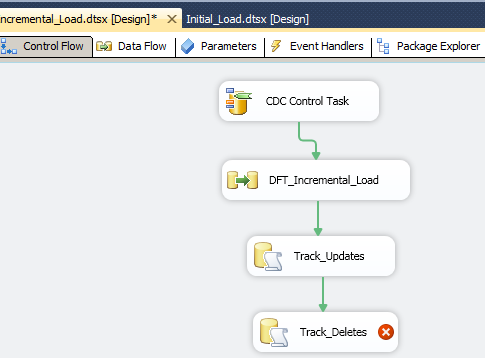 ncremental_Load.dtsx [Design]* Initial_Load.dtsx [Design]
Control Flow Data Flow Parameters Event Handlers Package Explorer
CDC Control Task
DFT_Incremental_Load
Track_Updates
Track_Deletes